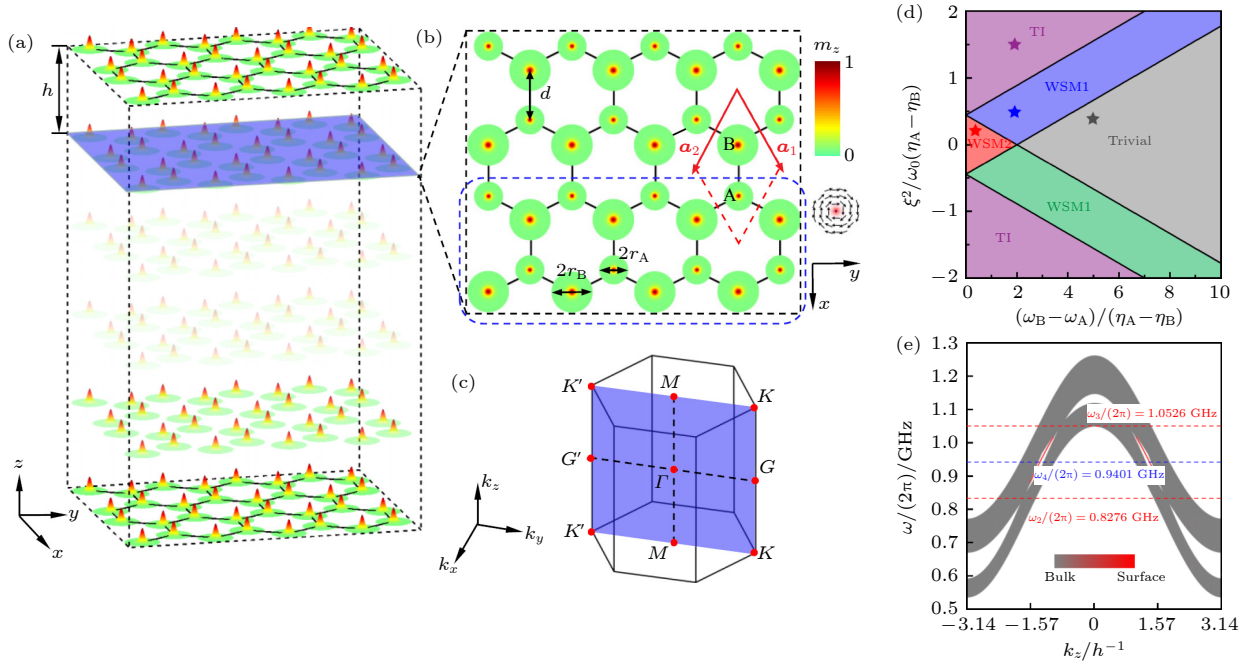 (a)
h
z
y
x
(b)
m_z
1
0
d
B
a_2
a_1
A
2r_B
2r_A
y
x
(c)
K′
M
K
G′
Γ
G
K′
M
K
k_z
k_y
k_x
(d)
ξ²/ω₀(η_A−η_B)
2
1
0
−1
−2
TI
WSM1
WSM2
Trivial
WSM1
TI
0 2 4 6 8 10
(ω_B−ω_A)/(η_A−η_B)
(e)
ω/(2π)/GHz
1.3
1.2
1.1
1.0
0.9
0.8
0.7
0.6
0.5
ω₃/(2π) = 1.0526 GHz
ω₄/(2π) = 0.9401 GHz
ω₂/(2π) = 0.8276 GHz
Bulk Surface
−3.14 −1.57 0 1.57 3.14
k_z/h⁻¹